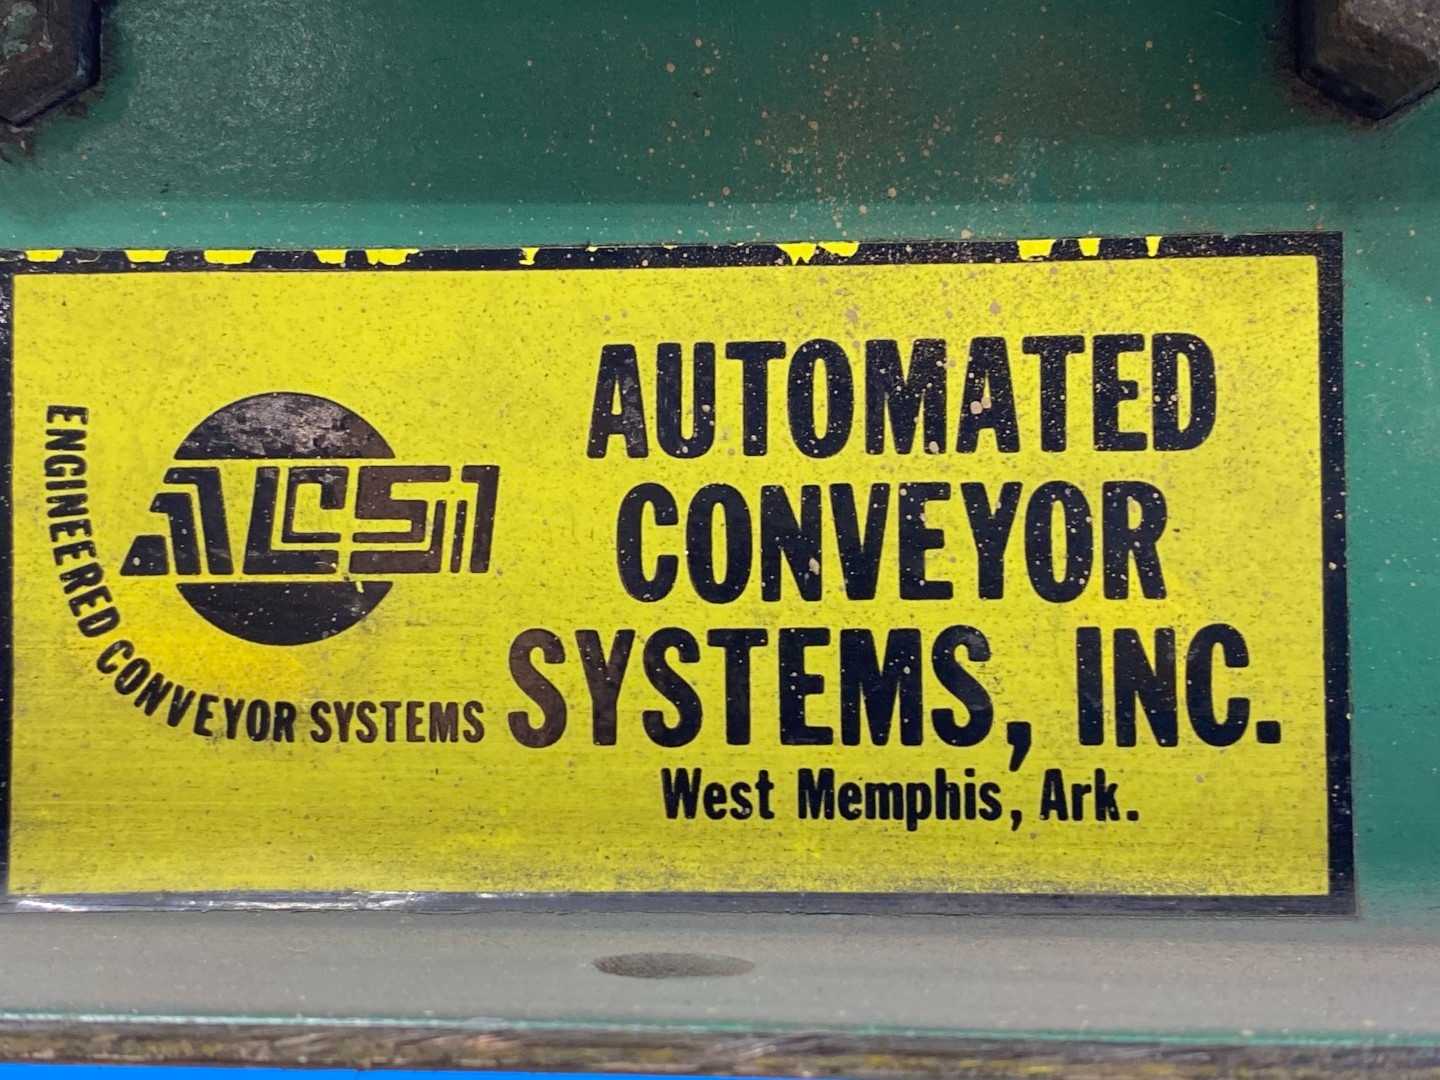 ACSI
ENGINEERED CONVEYOR SYSTEMS
AUTOMATED
CONVEYOR
SYSTEMS, INC.
West Memphis, Ark.